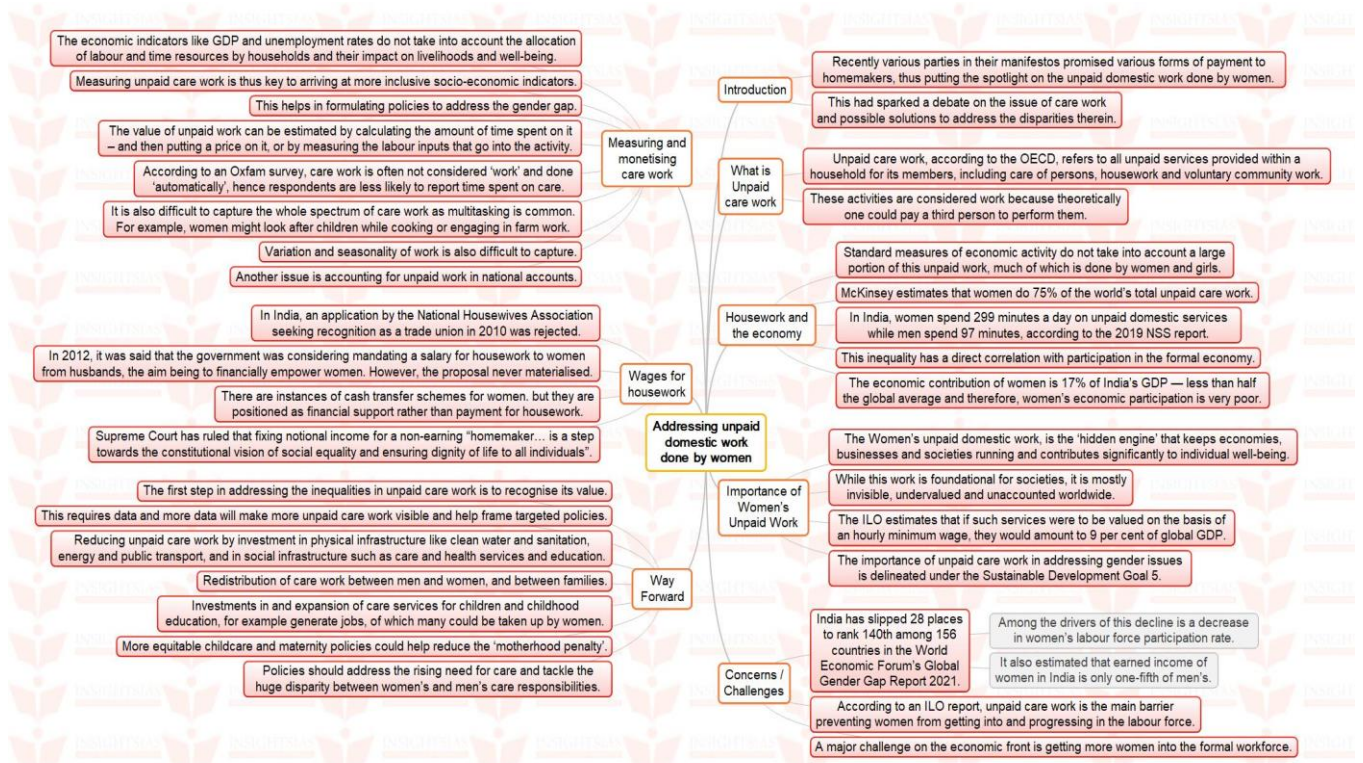 Addressing unpaid
domestic work
done by women
Introduction
Recently various parties in their manifestos promised various forms of payment to
homemakers, thus putting the spotlight on the unpaid domestic work done by women.
This had sparked a debate on the issue of care work
and possible solutions to address the disparities therein.
What is
Unpaid
care work
Unpaid care work, according to the OECD, refers to all unpaid services provided within a
household for its members, including care of persons, housework and voluntary community work.
These activities are considered work because theoretically
one could pay a third person to perform them.
Housework and
the economy
Standard measures of economic activity do not take into account a large
portion of this unpaid work, much of which is done by women and girls.
McKinsey estimates that women do 75% of the world's total unpaid care work.
In India, women spend 299 minutes a day on unpaid domestic services
while men spend 97 minutes, according to the 2019 NSS report.
This inequality has a direct correlation with participation in the formal economy.
The economic contribution of women is 17% of India's GDP — less than half
the global average and therefore, women's economic participation is very poor.
Importance of
Women's
Unpaid Work
The Women's unpaid domestic work, is the 'hidden engine' that keeps economies,
businesses and societies running and contributes significantly to individual well-being.
While this work is foundational for societies, it is mostly
invisible, undervalued and unaccounted worldwide.
The ILO estimates that if such services were to be valued on the basis of
an hourly minimum wage, they would amount to 9 per cent of global GDP.
The importance of unpaid care work in addressing gender issues
is delineated under the Sustainable Development Goal 5.
Concerns /
Challenges
India has slipped 28 places
to rank 140th among 156
countries in the World
Economic Forum's Global
Gender Gap Report 2021.
Among the drivers of this decline is a decrease
in women's labour force participation rate.
It also estimated that earned income of
women in India is only one-fifth of men's.
According to an ILO report, unpaid care work is the main barrier
preventing women from getting into and progressing in the labour force.
A major challenge on the economic front is getting more women into the formal workforce.
Measuring and
monetising
care work
The economic indicators like GDP and unemployment rates do not take into account the allocation
of labour and time resources by households and their impact on livelihoods and well-being.
Measuring unpaid care work is thus key to arriving at more inclusive socio-economic indicators.
This helps in formulating policies to address the gender gap.
The value of unpaid work can be estimated by calculating the amount of time spent on it
– and then putting a price on it, or by measuring the labour inputs that go into the activity.
According to an Oxfam survey, care work is often not considered 'work' and done
'automatically', hence respondents are less likely to report time spent on care.
It is also difficult to capture the whole spectrum of care work as multitasking is common.
For example, women might look after children while cooking or engaging in farm work.
Variation and seasonality of work is also difficult to capture.
Another issue is accounting for unpaid work in national accounts.
Wages for
housework
In India, an application by the National Housewives Association
seeking recognition as a trade union in 2010 was rejected.
In 2012, it was said that the government was considering mandating a salary for housework to women
from husbands, the aim being to financially empower women. However, the proposal never materialised.
There are instances of cash transfer schemes for women. but they are
positioned as financial support rather than payment for housework.
Supreme Court has ruled that fixing notional income for a non-earning “homemaker… is a step
towards the constitutional vision of social equality and ensuring dignity of life to all individuals”.
Way
Forward
The first step in addressing the inequalities in unpaid care work is to recognise its value.
This requires data and more data will make more unpaid care work visible and help frame targeted policies.
Reducing unpaid care work by investment in physical infrastructure like clean water and sanitation,
energy and public transport, and in social infrastructure such as care and health services and education.
Redistribution of care work between men and women, and between families.
Investments in and expansion of care services for children and childhood
education, for example generate jobs, of which many could be taken up by women.
More equitable childcare and maternity policies could help reduce the 'motherhood penalty'.
Policies should address the rising need for care and tackle the
huge disparity between women's and men's care responsibilities.